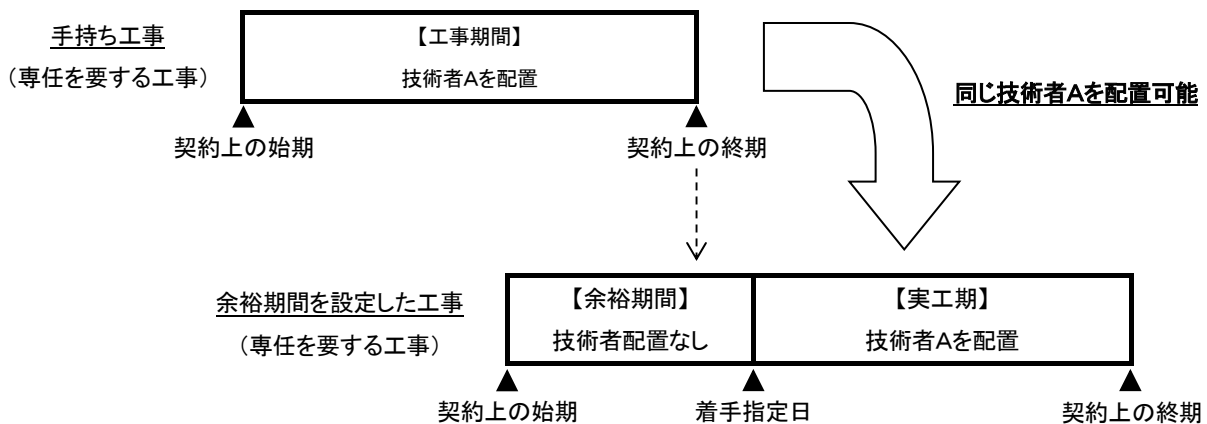 手持ち工事
（専任を要する工事）
【工事期間】
技術者Aを配置
同じ技術者Aを配置可能
契約上の始期
契約上の終期
余裕期間を設定した工事
（専任を要する工事）
【余裕期間】
技術者配置なし
【実工期】
技術者Aを配置
契約上の始期
着手指定日
契約上の終期